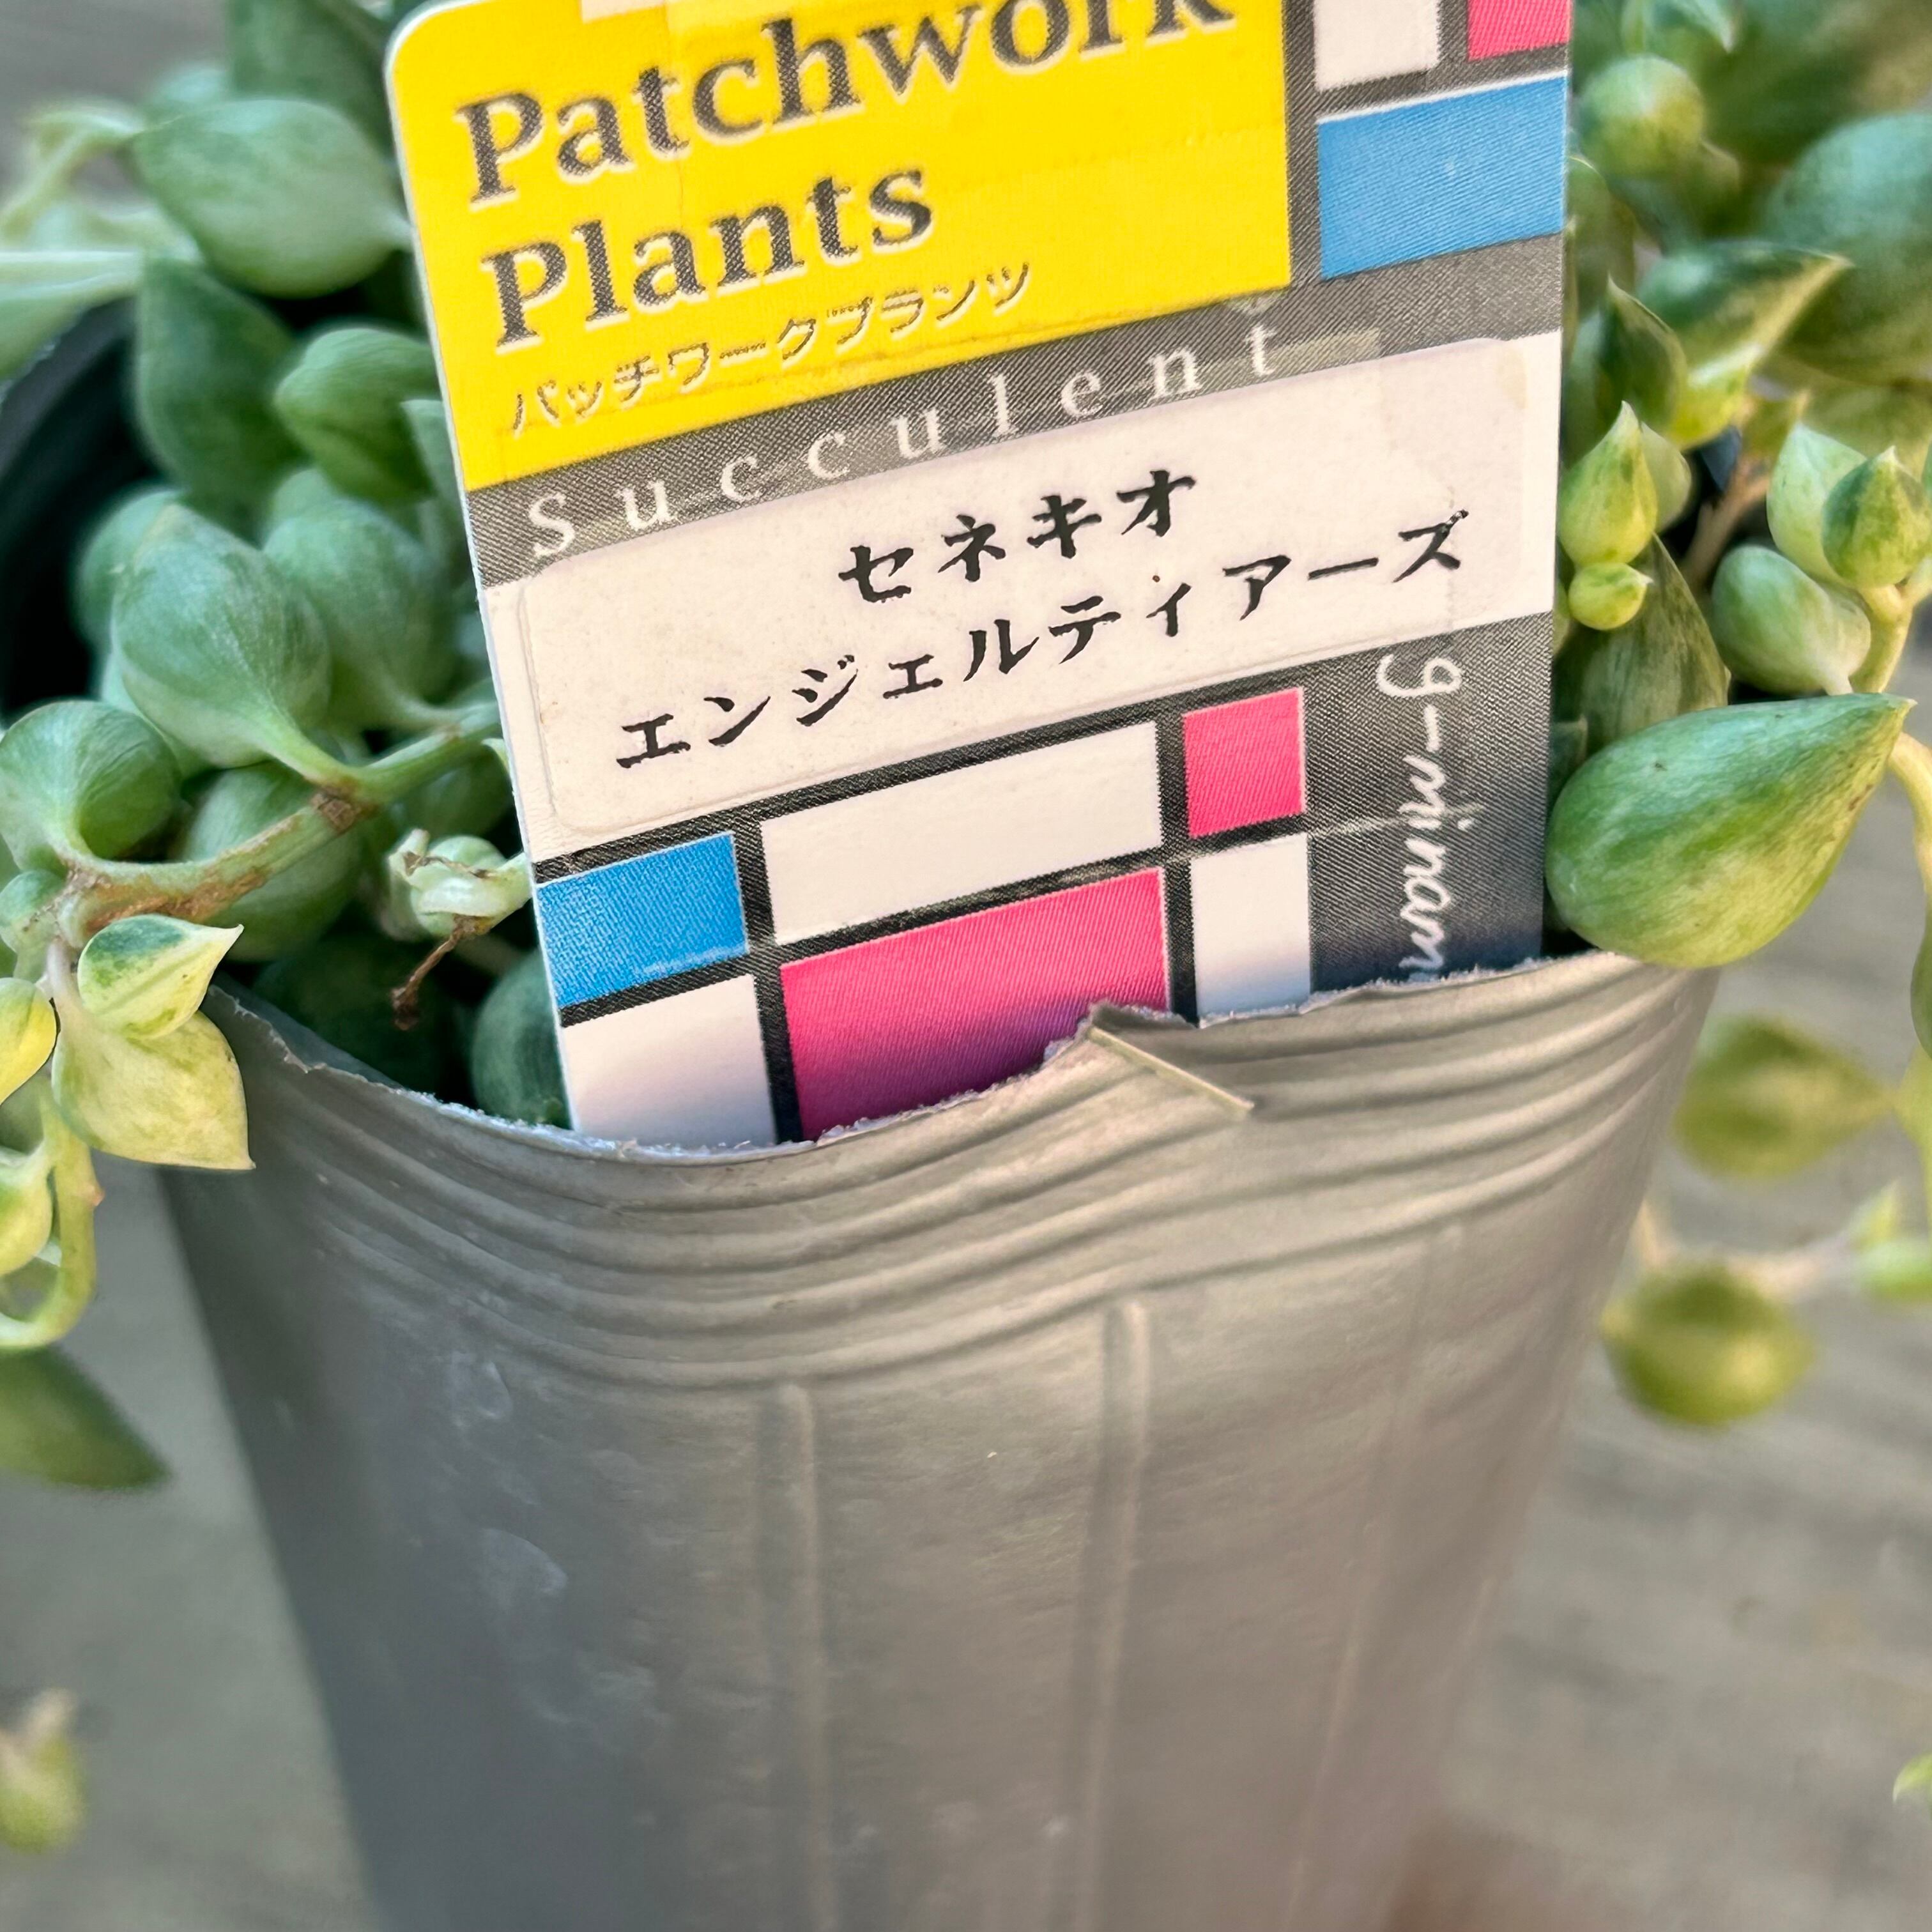 Patchwork
Plants
パッチワークプランツ
Succulent
セネキオ
エンジェルティアーズ
g-minam